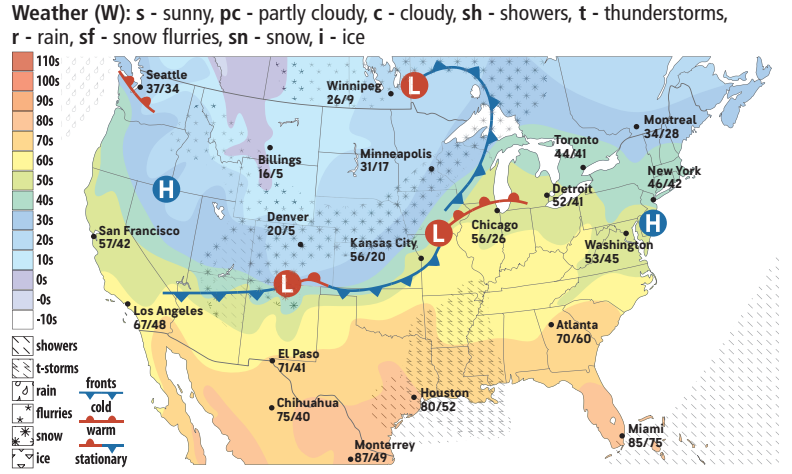 Weather (W): s - sunny, pc - partly cloudy, c - cloudy, sh - showers, t - thunderstorms,
r - rain, sf - snow flurries, sn - snow, i - ice
110s
100s
90s
80s
70s
60s
50s
40s
30s
20s
10s
0s
-0s
-10s
showers
t-storms
rain
flurries
snow
ice
fronts
cold
warm
stationary
Seattle
37/34
Winnipeg
26/9
L
Montreal
34/28
Toronto
44/41
Billings
16/5
Minneapolis
31/17
New York
46/42
H
Detroit
52/41
San Francisco
57/42
Denver
20/5
Kansas City
56/20
L
Chicago
56/26
H
Washington
53/45
L
Los Angeles
67/48
Atlanta
70/60
El Paso
71/41
Chihuahua
75/40
Houston
80/52
Miami
85/75
Monterrey
87/49